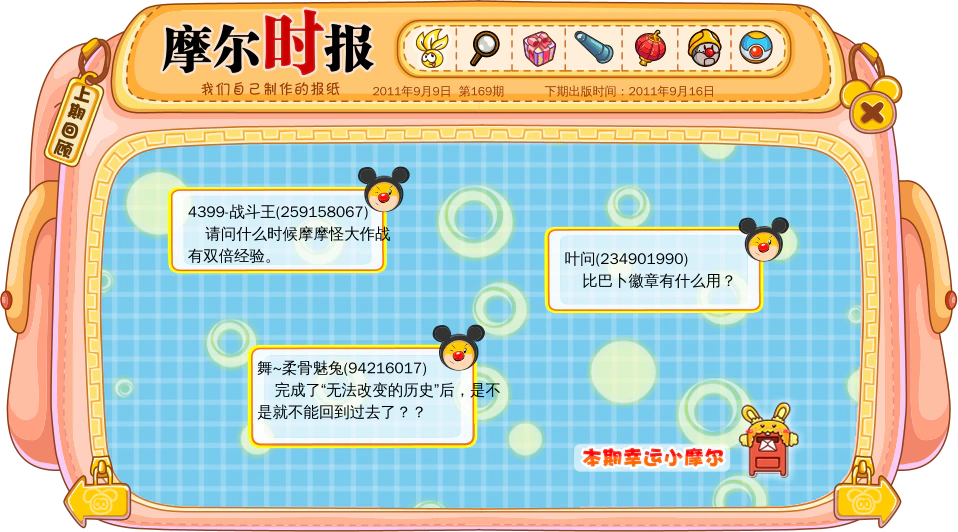 摩尔时报
我们自己制作的报纸
2011年9月9日 第169期
下期出版时间：2011年9月16日
上期回顾
4399·战斗王(259158067)
请问什么时候摩摩怪大作战
有双倍经验。
叶问(234901990)
比巴卜徽章有什么用？
舞~柔骨魅兔(94216017)
完成了“无法改变的历史”后，是不
是就不能回到过去了？？
本期幸运小摩尔